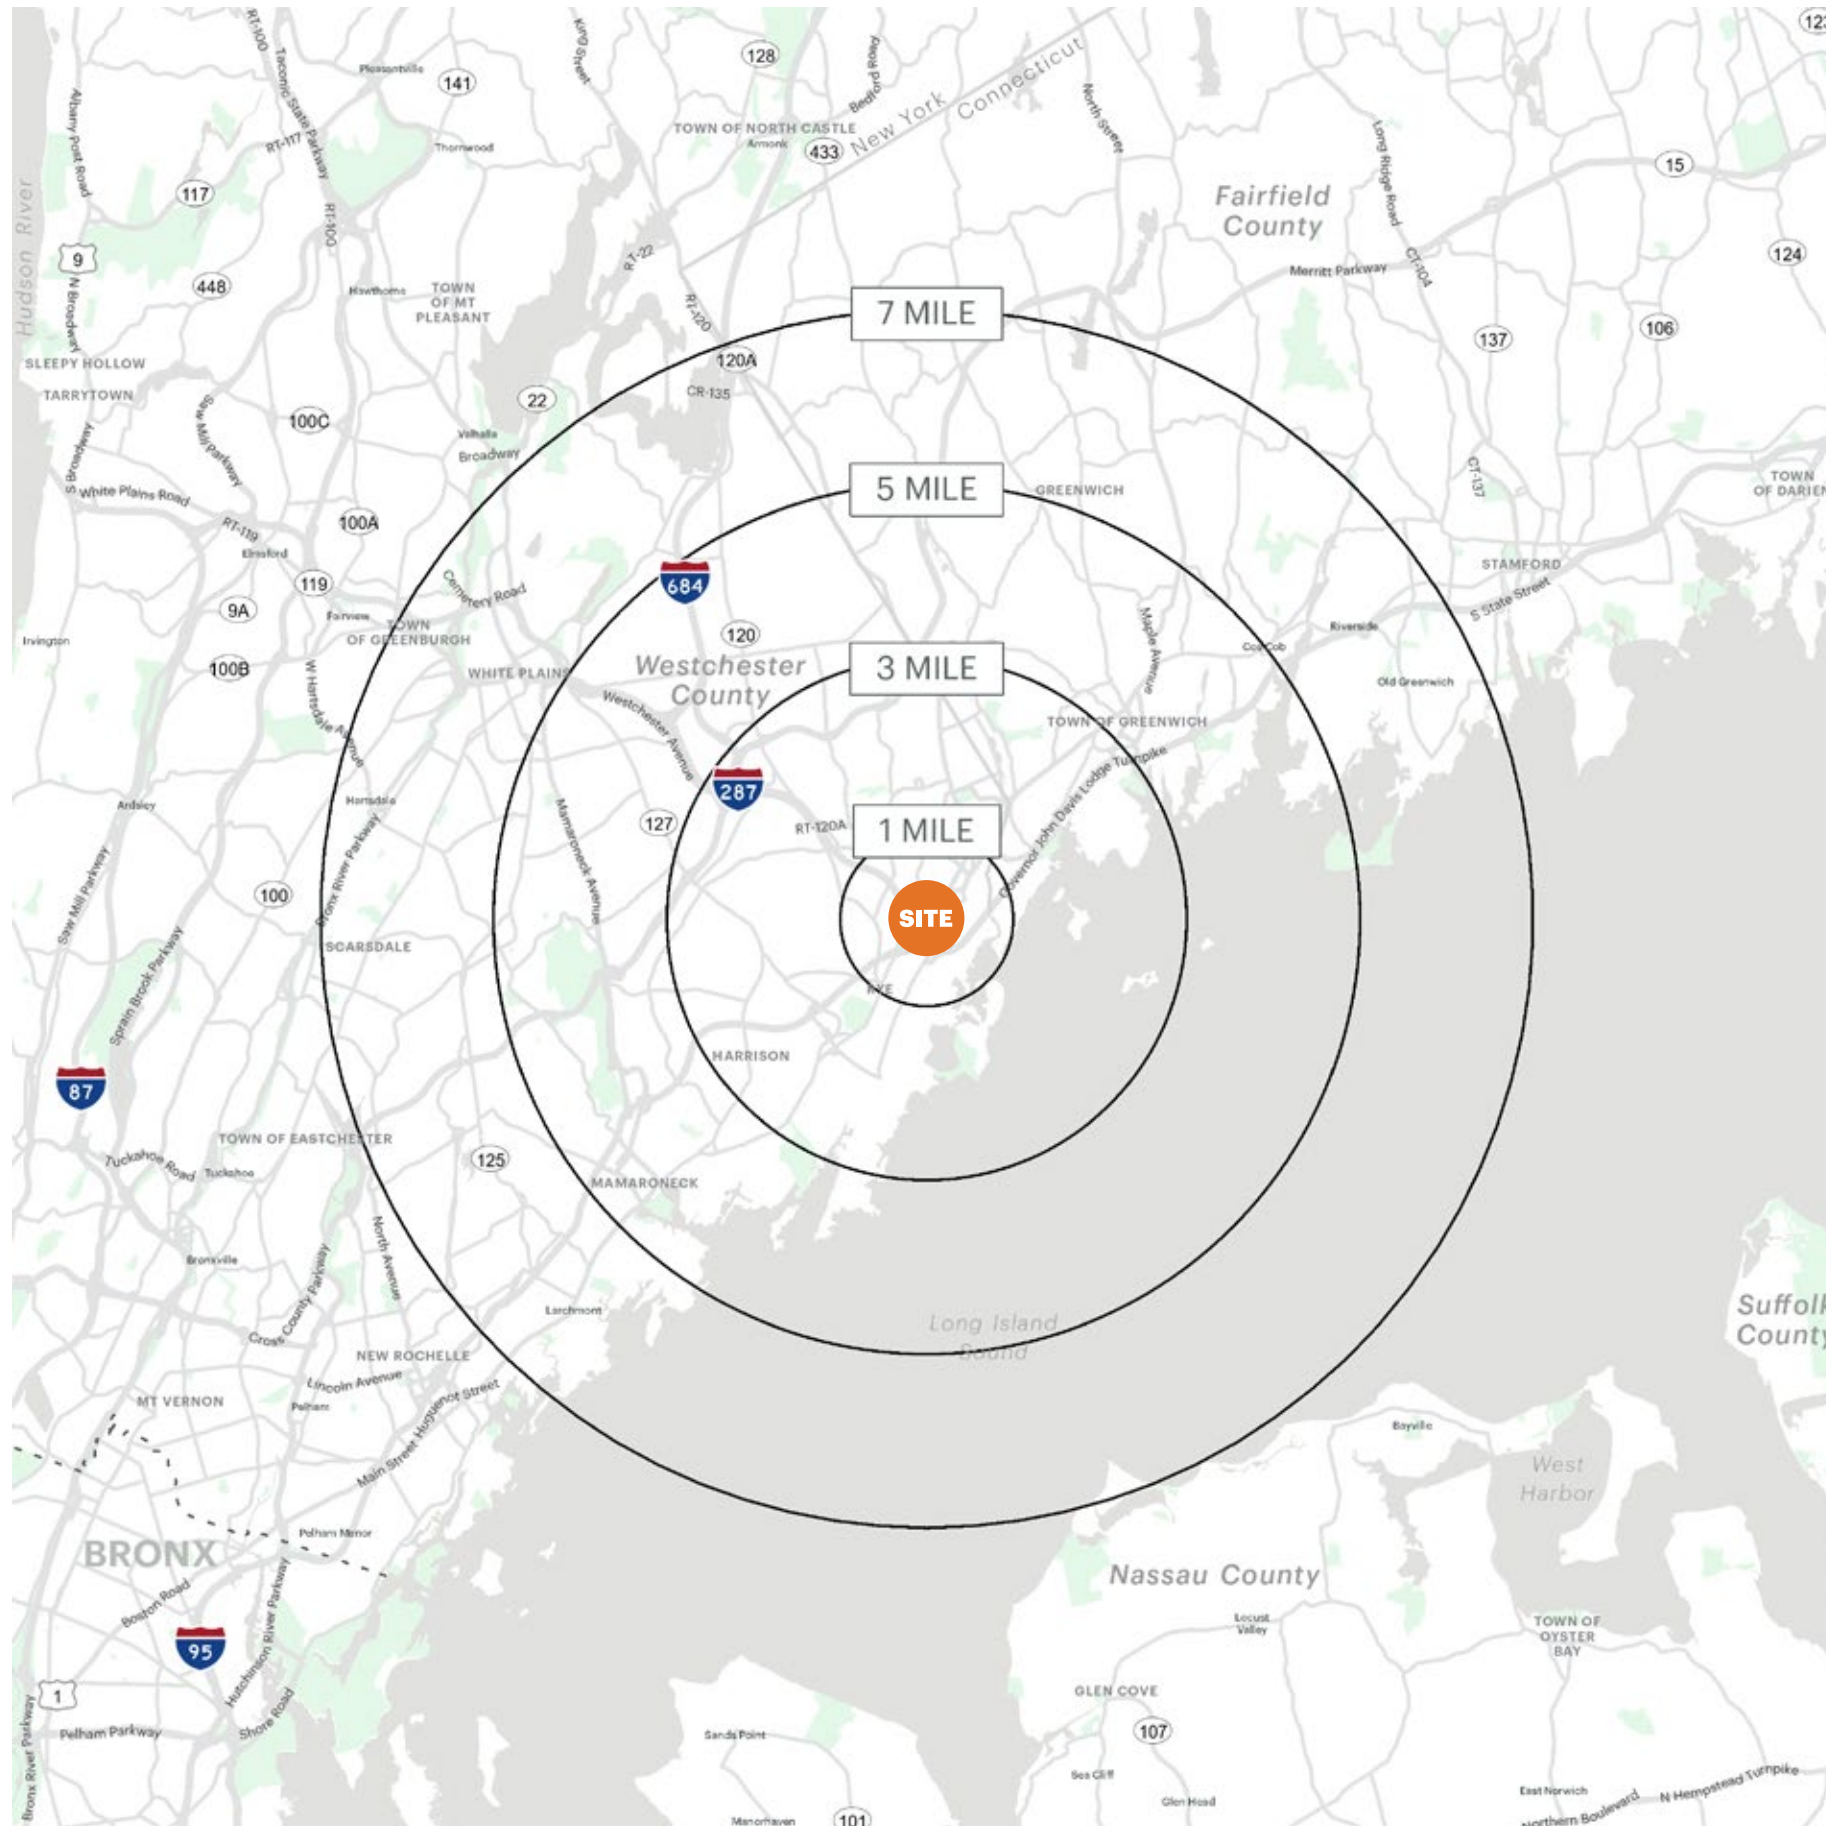 RT-100
King Street
128
Bedford Road
Connecticut
123
Pleasantville
141
Taconic State Parkway
Albany Post Road
North Street
New York
TOWN OF NORTH CASTLE
Armonk
433
Long Ridge Road
15
RT-117
Thornwood
117
Hudson River
RT-100
Fairfield
County
9
RT-22
CT-104
124
Merritt Parkway
448
N Broadway
Hawthorne
TOWN
OF MT
PLEASANT
RT-120
7 MILE
137
106
120A
SLEEPY HOLLOW
CR-135
TARRYTOWN
22
Saw Mill Parkway
100C
Valhalla
Broadway
S Broadway
White Plains Road
5 MILE
GREENWICH
CT-137
TOWN
OF DARIEN
RT-119
100A
Elmsford
STAMFORD
684
119
Cemetery Road
S State Street
9A
Fairview
TOWN
OF GREENBURGH
120
Irvington
Maple Avenue
Riverside
Cos Cob
100B
W Hartsdale Avenue
WHITE PLAINS
Westchester
County
3 MILE
Old Greenwich
Westchester Avenue
TOWN OF GREENWICH
287
Governor John Davis Lodge Turnpike
Ardsley
Hartsdale
Mamaroneck Avenue
127
RT-120A
1 MILE
Saw Mill Parkway
100
Bronx River Parkway
SITE
SCARSDALE
Sprain Brook Parkway
RYE
HARRISON
87
TOWN OF EASTCHESTER
125
Tuckahoe Road
Tuckahoe
MAMARONECK
North Avenue
Bronxville
Cross County Parkway
Larchmont
Long Island
Sound
Suffolk
County
NEW ROCHELLE
Lincoln Avenue
MT VERNON
Pelham
Main Street
Huguenot Street
Bayville
West
Harbor
Pelham Manor
BRONX
Nassau County
Boston Road
Hutchinson River Parkway
Locust
Valley
TOWN OF
OYSTER
BAY
95
1
Shore Road
GLEN COVE
Pelham Parkway
Sands Point
107
Bronx River Parkway
Sea Cliff
East Norwich
N Hempstead Turnpike
Glen Head
Manorhaven
101
Northern Boulevard